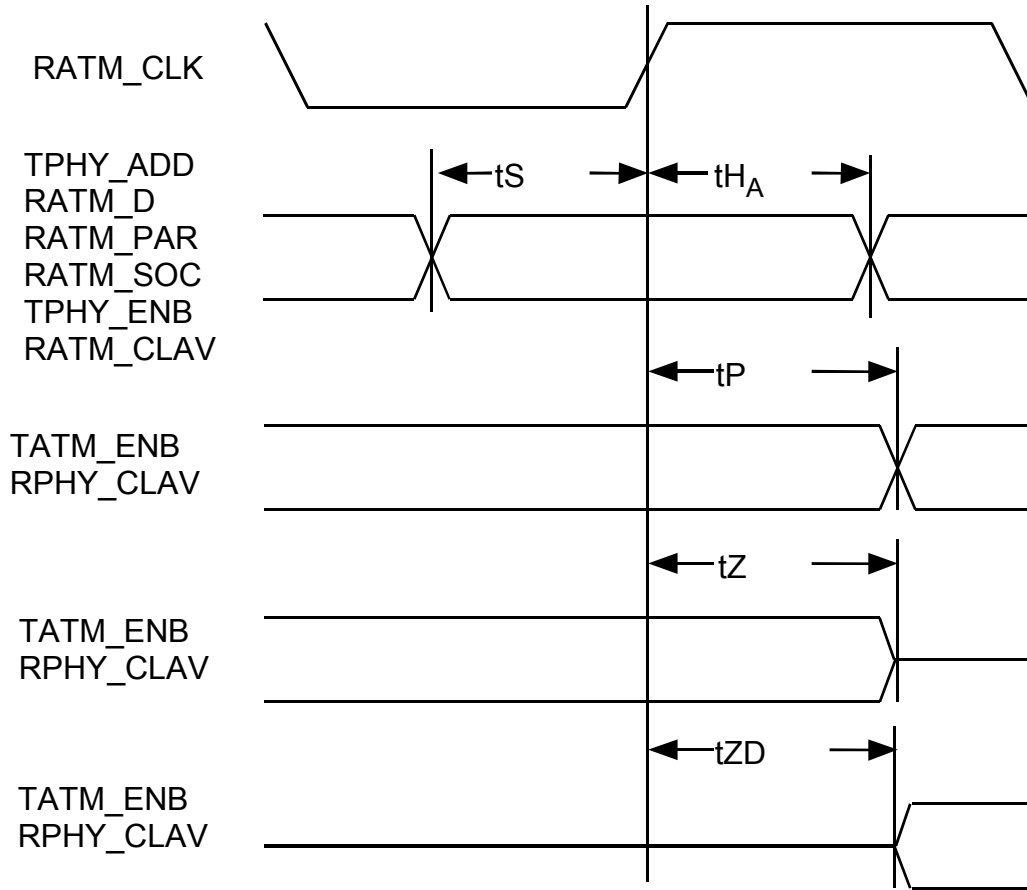 RATM_CLK
TPHY_ADD
tS
tHA
RATM_D
RATM_PAR
RATM_SOC
TPHY_ENB
RATM_CLAV
tP
TATM_ENB
RPHY_CLAV
tZ
TATM_ENB
RPHY_CLAV
tZD
TATM_ENB
RPHY_CLAV